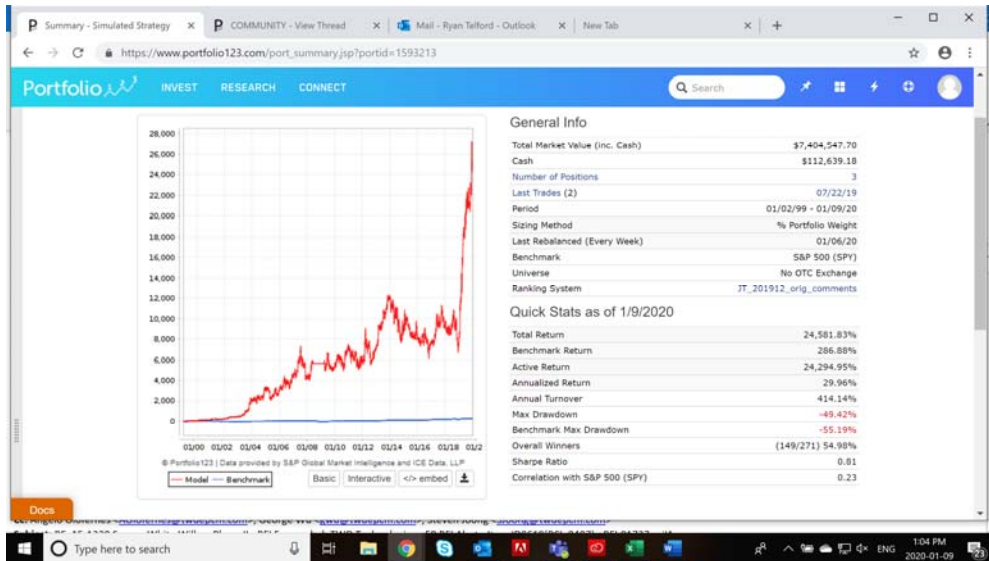 Summary - Simulated Strategy
COMMUNITY - View Thread
Mail - Ryan Telford - Outlook
New Tab
https://www.portfolio123.com/port_summary.jsp?portid=1593213
Portfolio
INVEST
RESEARCH
CONNECT
Search
28,000
26,000
24,000
22,000
20,000
18,000
16,000
14,000
12,000
10,000
8,000
6,000
4,000
2,000
0
01/00 01/02 01/04 01/06 01/08 01/10 01/12 01/14 01/16 01/18 01/2
© Portfolio123 | Data provided by S&P Global Market Intelligence and ICE Data, LLP
Model Benchmark
Basic Interactive </> embed
General Info
Total Market Value (inc. Cash) $7,404,547.70
Cash $112,639.18
Number of Positions 3
Last Trades (2) 07/22/19
Period 01/02/99 - 01/09/20
Sizing Method % Portfolio Weight
Last Rebalanced (Every Week) 01/06/20
Benchmark S&P 500 (SPY)
Universe No OTC Exchange
Ranking System JT_201912_orig_comments
Quick Stats as of 1/9/2020
Total Return 24,581.83%
Benchmark Return 286.88%
Active Return 24,294.95%
Annualized Return 29.96%
Annual Turnover 414.14%
Max Drawdown -49.42%
Benchmark Max Drawdown -55.19%
Overall Winners (149/271) 54.98%
Sharpe Ratio 0.81
Correlation with S&P 500 (SPY) 0.23
Docs
Type here to search
ENG
1:04 PM
2020-01-09
23